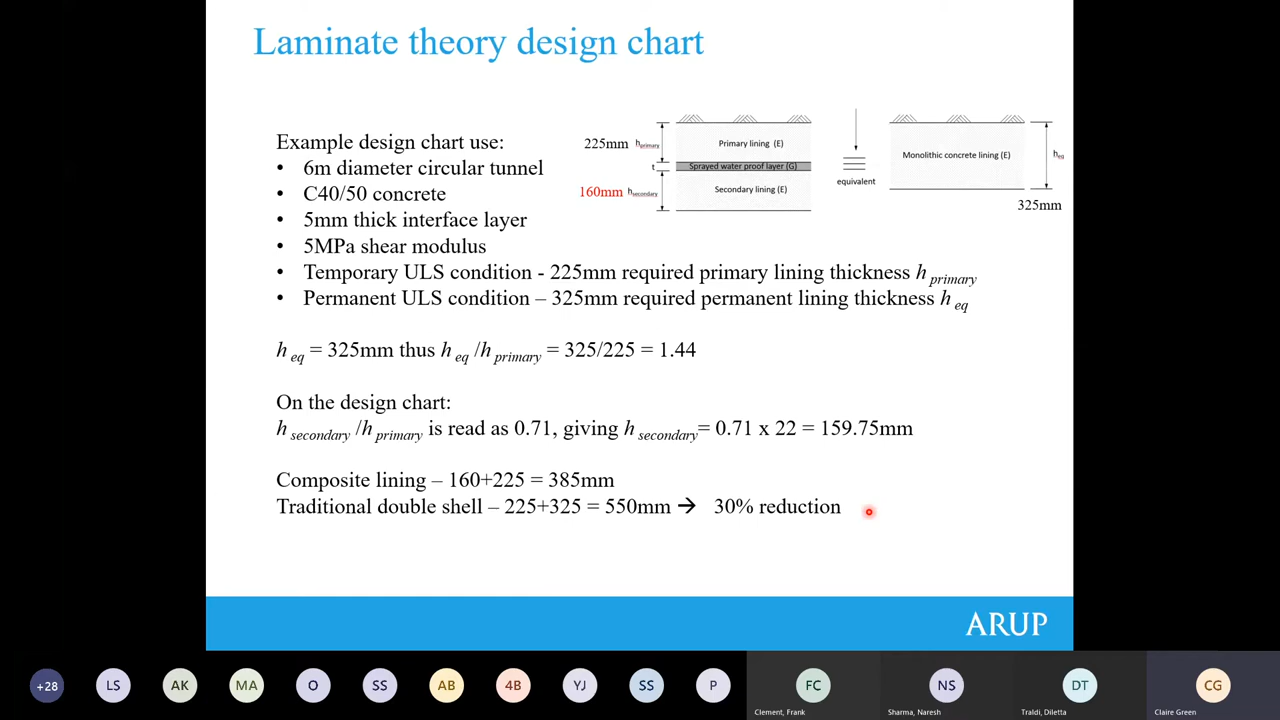 Laminate theory design chart
Example design chart use:
• 6m diameter circular tunnel
• C40/50 concrete
• 5mm thick interface layer
• 5MPa shear modulus
• Temporary ULS condition - 225mm required primary lining thickness h primary
• Permanent ULS condition – 325mm required permanent lining thickness h eq
225mm hprimary
t
160mm hsecondary
Primary lining (E)
Sprayed water proof layer (G)
Secondary lining (E)
equivalent
Monolithic concrete lining (E)
heq
325mm
h eq = 325mm thus h eq /h primary = 325/225 = 1.44
On the design chart:
h secondary /h primary is read as 0.71, giving h secondary= 0.71 x 22 = 159.75mm
Composite lining – 160+225 = 385mm
Traditional double shell – 225+325 = 550mm → 30% reduction
ARUP
+28 LS AK MA O SS AB 4B YJ SS P FC NS DT CG
Clement, Frank Sharma, Naresh Traldi, Diletta Claire Green